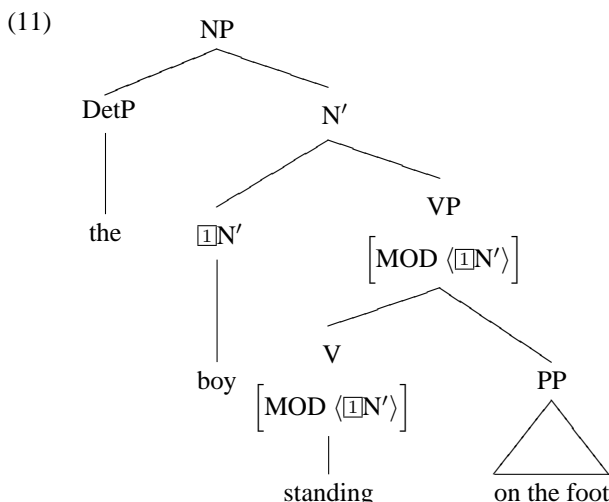 (11)
NP
DetP N′
the 1N′ VP
[MOD ⟨1N′⟩]
boy V PP
[MOD ⟨1N′⟩]
standing on the foot